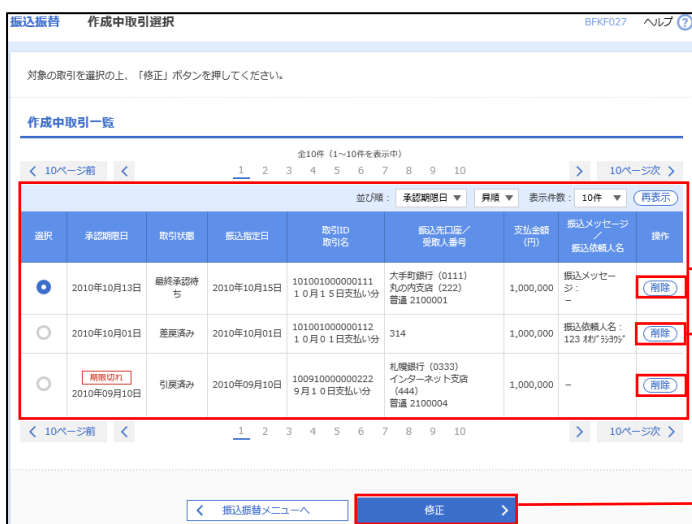 振込振替 作成中取引選択 BFKF027 ヘルプ ?
対象の取引を選択の上、「修正」ボタンを押してください。
作成中取引一覧
全10件（1～10件を表示中）
< 10ページ前 < 1 2 3 4 5 6 7 8 9 10 > 10ページ次 >
並び順： 承認期限日 ▼ 昇順 ▼ 表示件数： 10件 ▼ 再表示
選択 承認期限日 取引状態 振込指定日 取引ID 取引名 振込先口座／受取人番号 支払金額（円） 振込メッセージ／振込依頼人名 操作
2010年10月13日 最終承認待ち 2010年10月15日 101001000000111 １０月１５日支払い分 大手町銀行（0111） 丸の内支店（222） 普通 2100001 1,000,000 振込メッセージ： － 削除
2010年10月01日 差戻済み 2010年10月01日 101001000000112 １０月０１日支払い分 314 1,000,000 振込依頼人名： 123 削除
期限切れ 2010年09月10日 引戻済み 2010年09月10日 100910000000222 ９月１０日支払い分 札幌銀行（0333） インターネット支店（444） 普通 2100004 1,000,000 － 削除
< 10ページ前 < 1 2 3 4 5 6 7 8 9 10 > 10ページ次 >
< 振込振替メニューへ 修正 >